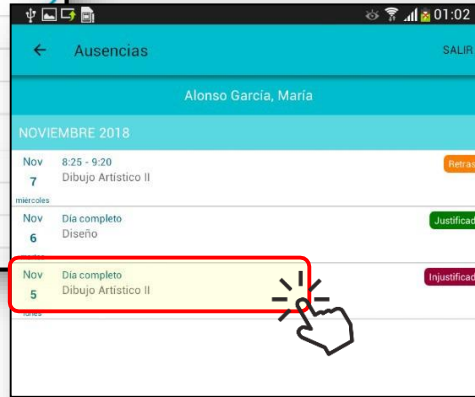 01:02
Ausencias SALIR
Alonso García, María
NOVIEMBRE 2018
Nov 8:25 - 9:20 Retras
7 Dibujo Artístico II
miércoles
Nov Día completo Justificad
6 Diseño
Nov Día completo Injustificad
5 Dibujo Artístico II
lunes